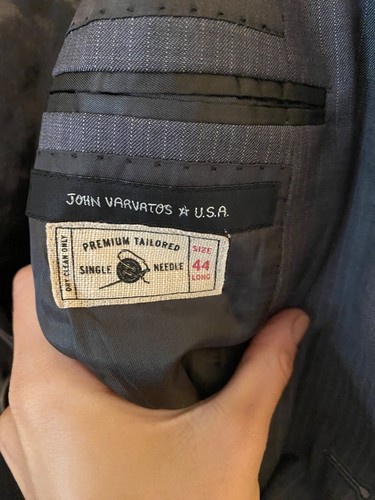 JOHN VARVATOS ☆ U.S.A.
DRY CLEAN ONLY
PREMIUM TAILORED
SINGLE NEEDLE
SIZE
44
LONG